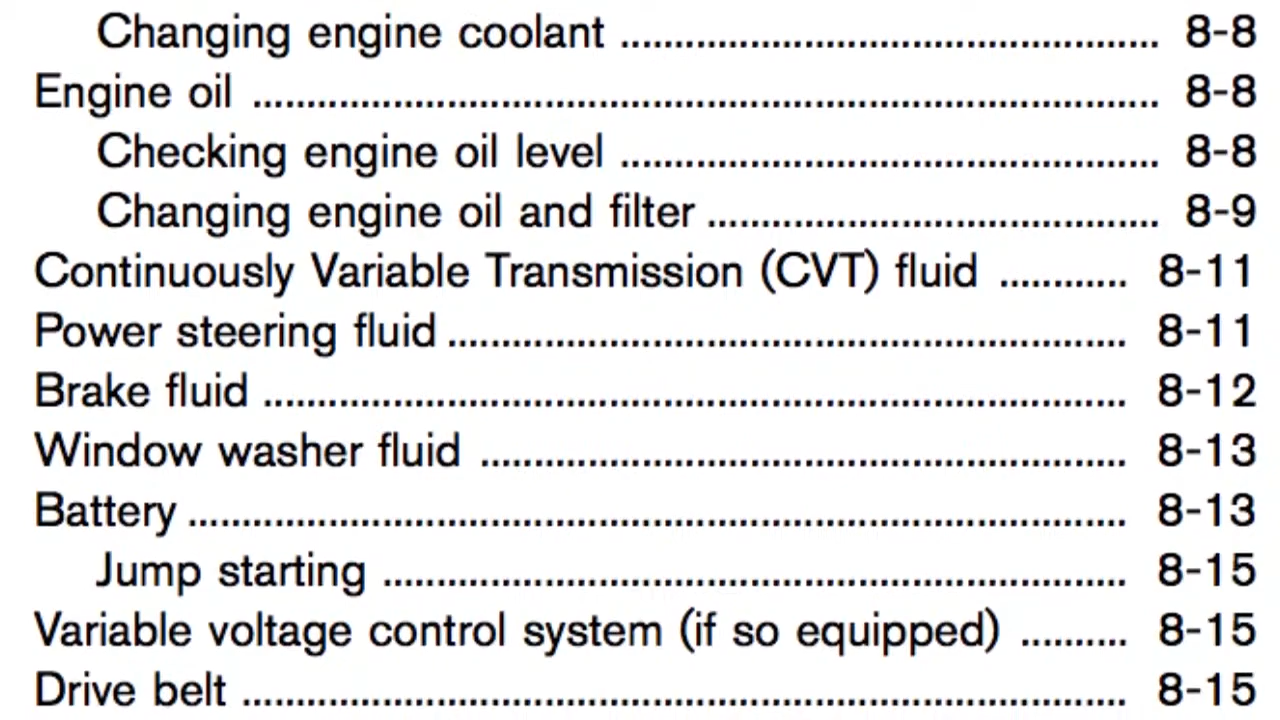 Changing engine coolant ................................................... 8-8
Engine oil ...................................................................................... 8-8
Checking engine oil level ................................................... 8-8
Changing engine oil and filter ........................................... 8-9
Continuously Variable Transmission (CVT) fluid ............ 8-11
Power steering fluid ................................................................ 8-11
Brake fluid .................................................................................. 8-12
Window washer fluid ............................................................. 8-13
Battery ......................................................................................... 8-13
Jump starting ...................................................................... 8-15
Variable voltage control system (if so equipped) .......... 8-15
Drive belt .................................................................................... 8-15